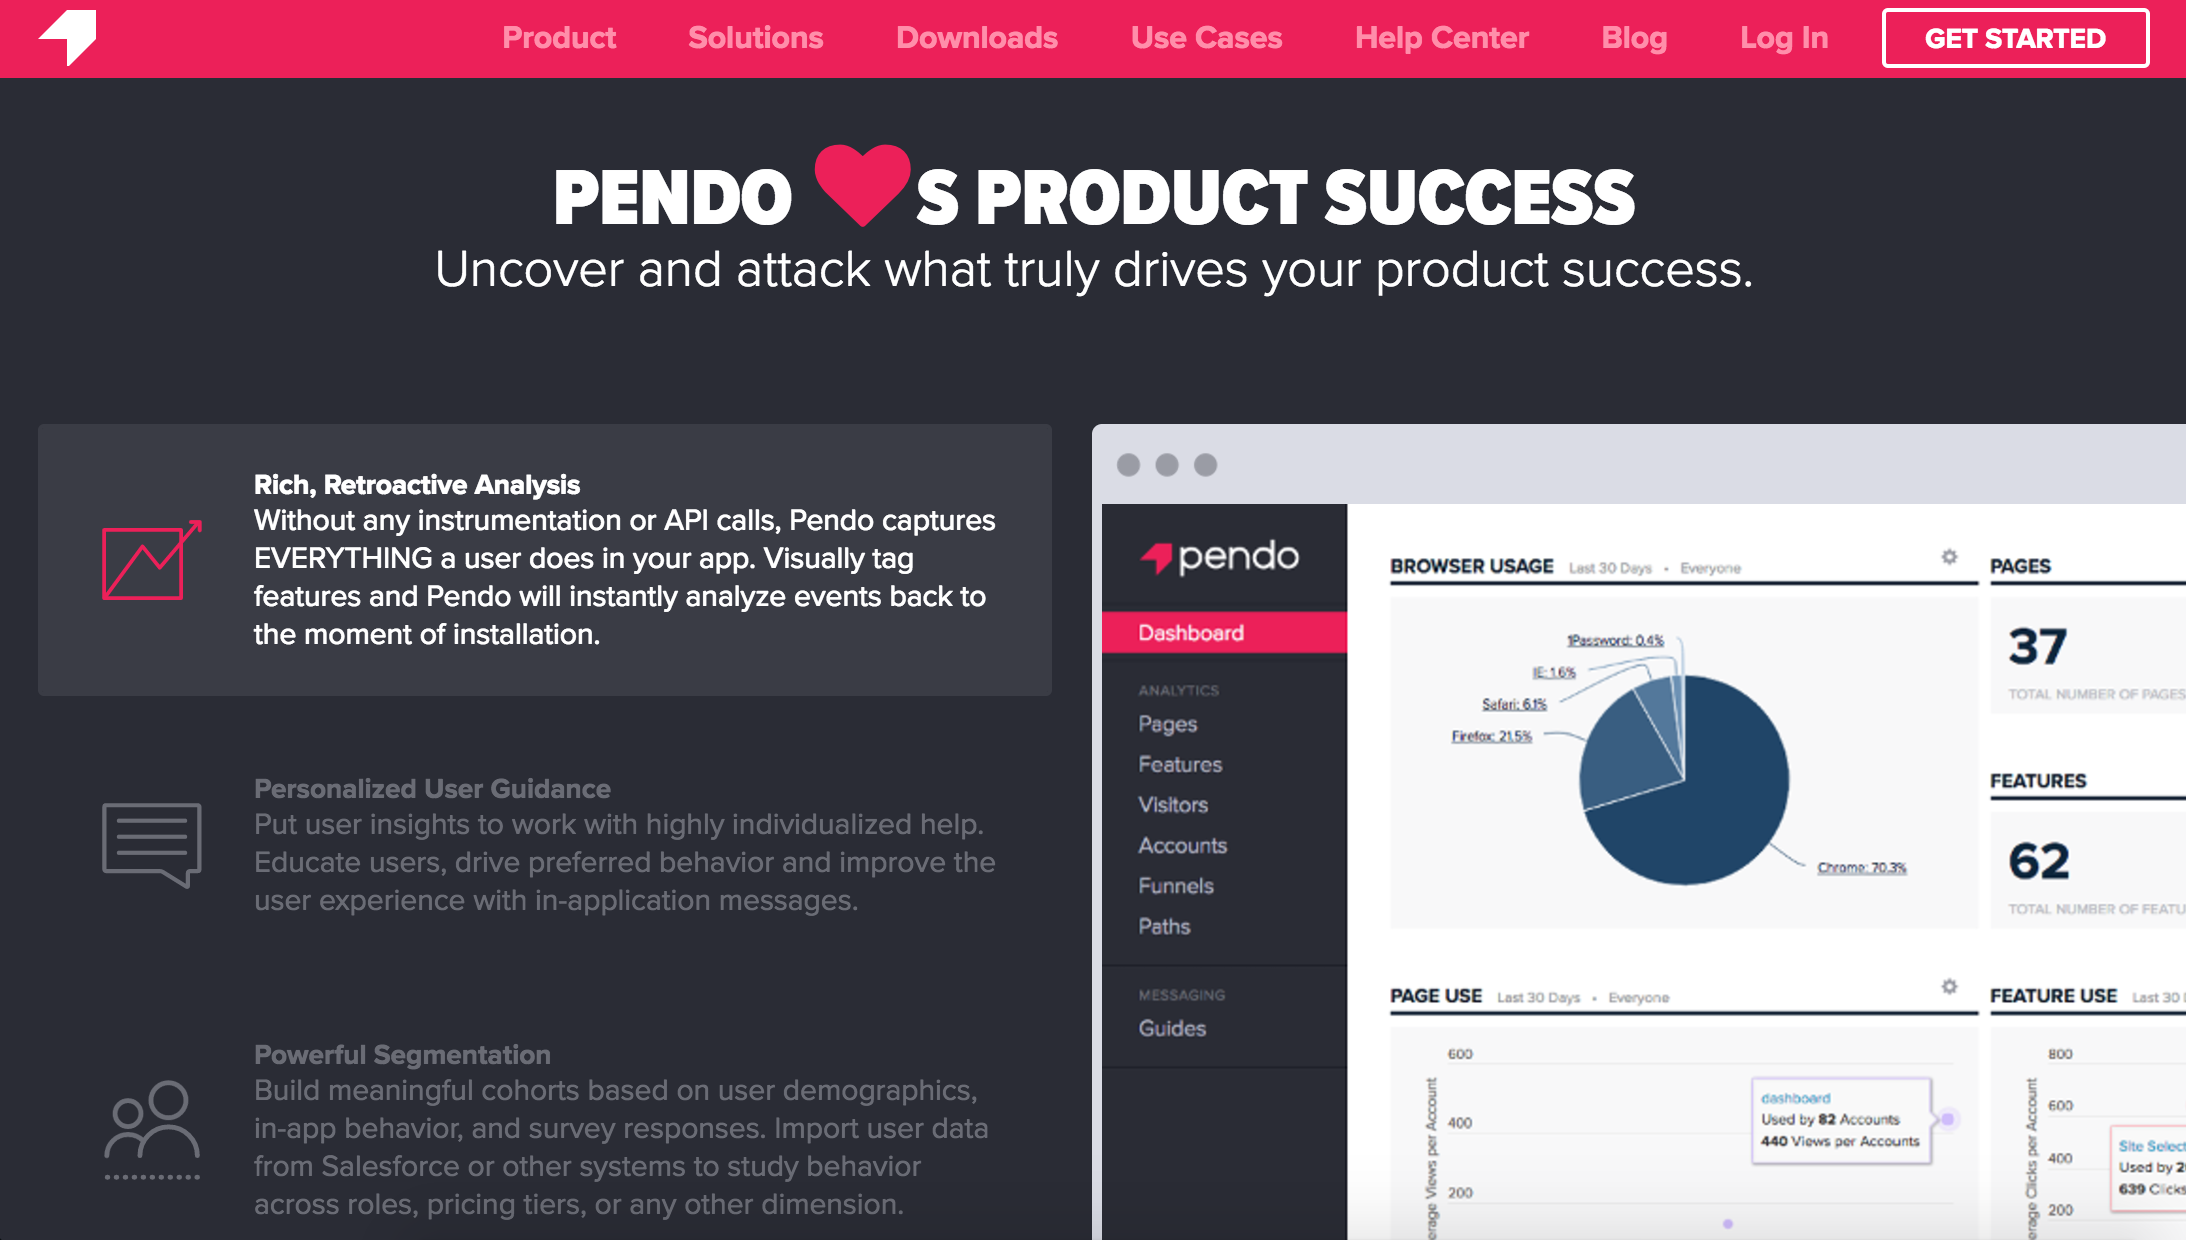 Product Solutions Downloads Use Cases Help Center Blog Log In GET STARTED
PENDO S PRODUCT SUCCESS
Uncover and attack what truly drives your product success.
Rich, Retroactive Analysis
Without any instrumentation or API calls, Pendo captures
EVERYTHING a user does in your app. Visually tag
features and Pendo will instantly analyze events back to
the moment of installation.
Personalized User Guidance
Put user insights to work with highly individualized help.
Educate users, drive preferred behavior and improve the
user experience with in-application messages.
Powerful Segmentation
Build meaningful cohorts based on user demographics,
in-app behavior, and survey responses. Import user data
from Salesforce or other systems to study behavior
across roles, pricing tiers, or any other dimension.
pendo
Dashboard
ANALYTICS
Pages
Features
Visitors
Accounts
Funnels
Paths
MESSAGING
Guides
BROWSER USAGE Last 30 Days • Everyone
1Password: 0.4%
IE: 1.6%
Safari: 6.1%
Firefox: 21.5%
Chrome: 70.3%
PAGES
37
TOTAL NUMBER OF PAGES
FEATURES
62
TOTAL NUMBER OF FEATU
PAGE USE Last 30 Days • Everyone
600
400
200
erage Views per Account
dashboard
Used by 82 Accounts
440 Views per Accounts
FEATURE USE Last 30
800
600
400
200
erage Clicks per Account
Site Select
Used by 2
639 Clicks